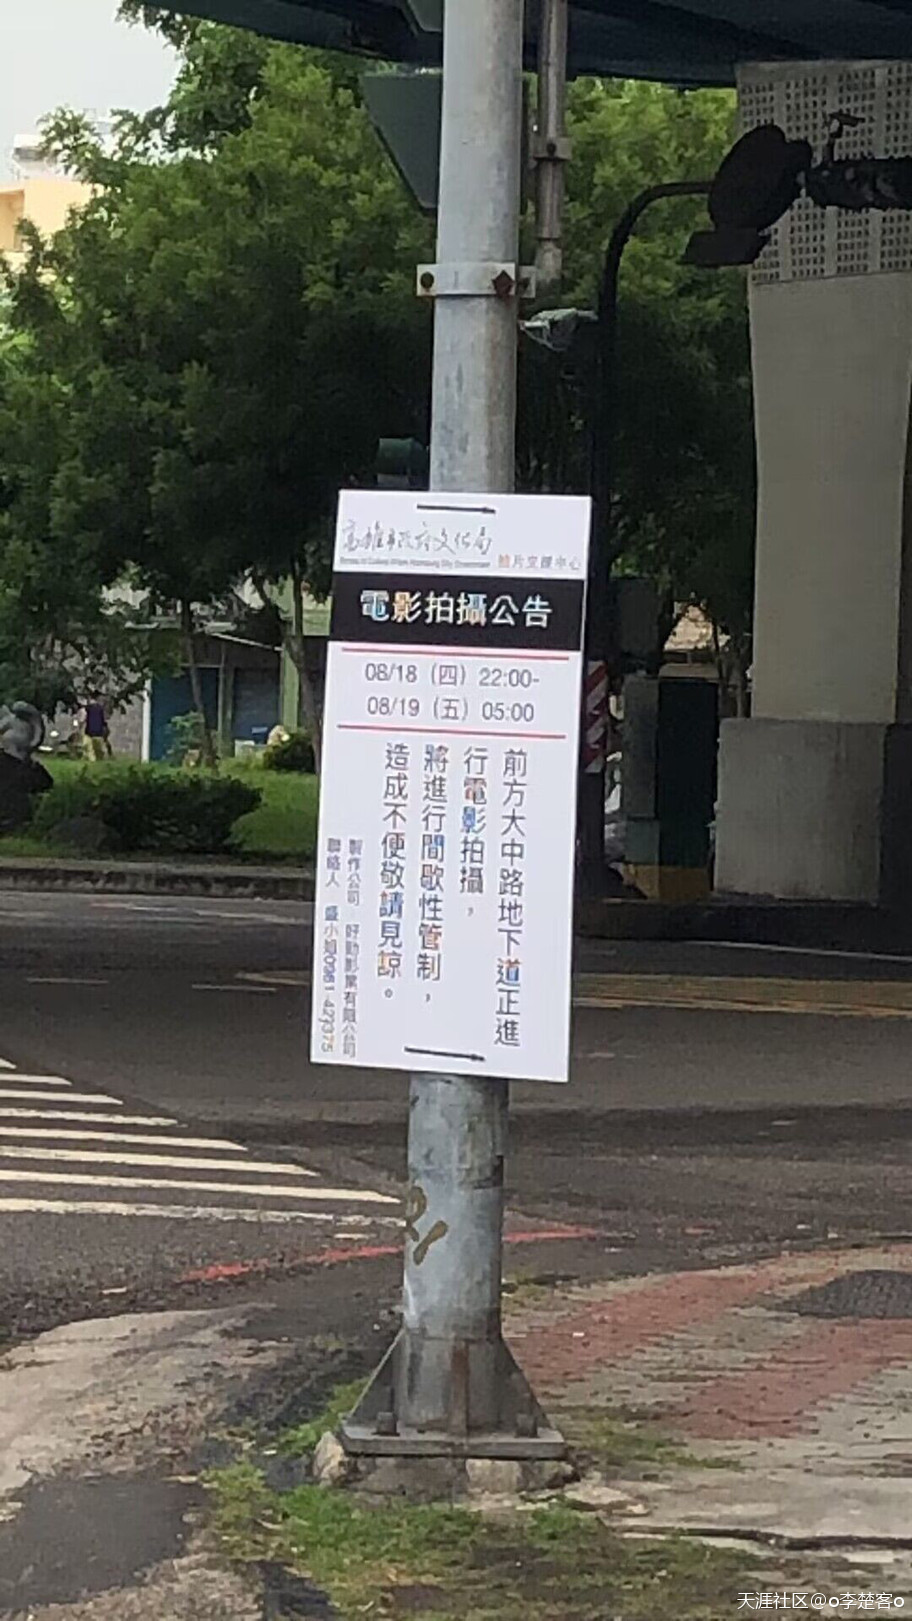 高雄市政府文化局
Bureau of Cultural Affairs Kaohsiung City Government
拍片支援中心
電影拍攝公告
08/18（四）22:00-
08/19（五）05:00
前方大中路地下道正進
行電影拍攝，
將進行間歇性管制，
造成不便敬請見諒。
製作公司 好勁影業有限公司
聯絡人 盛小姐
天涯社区@o李楚客o